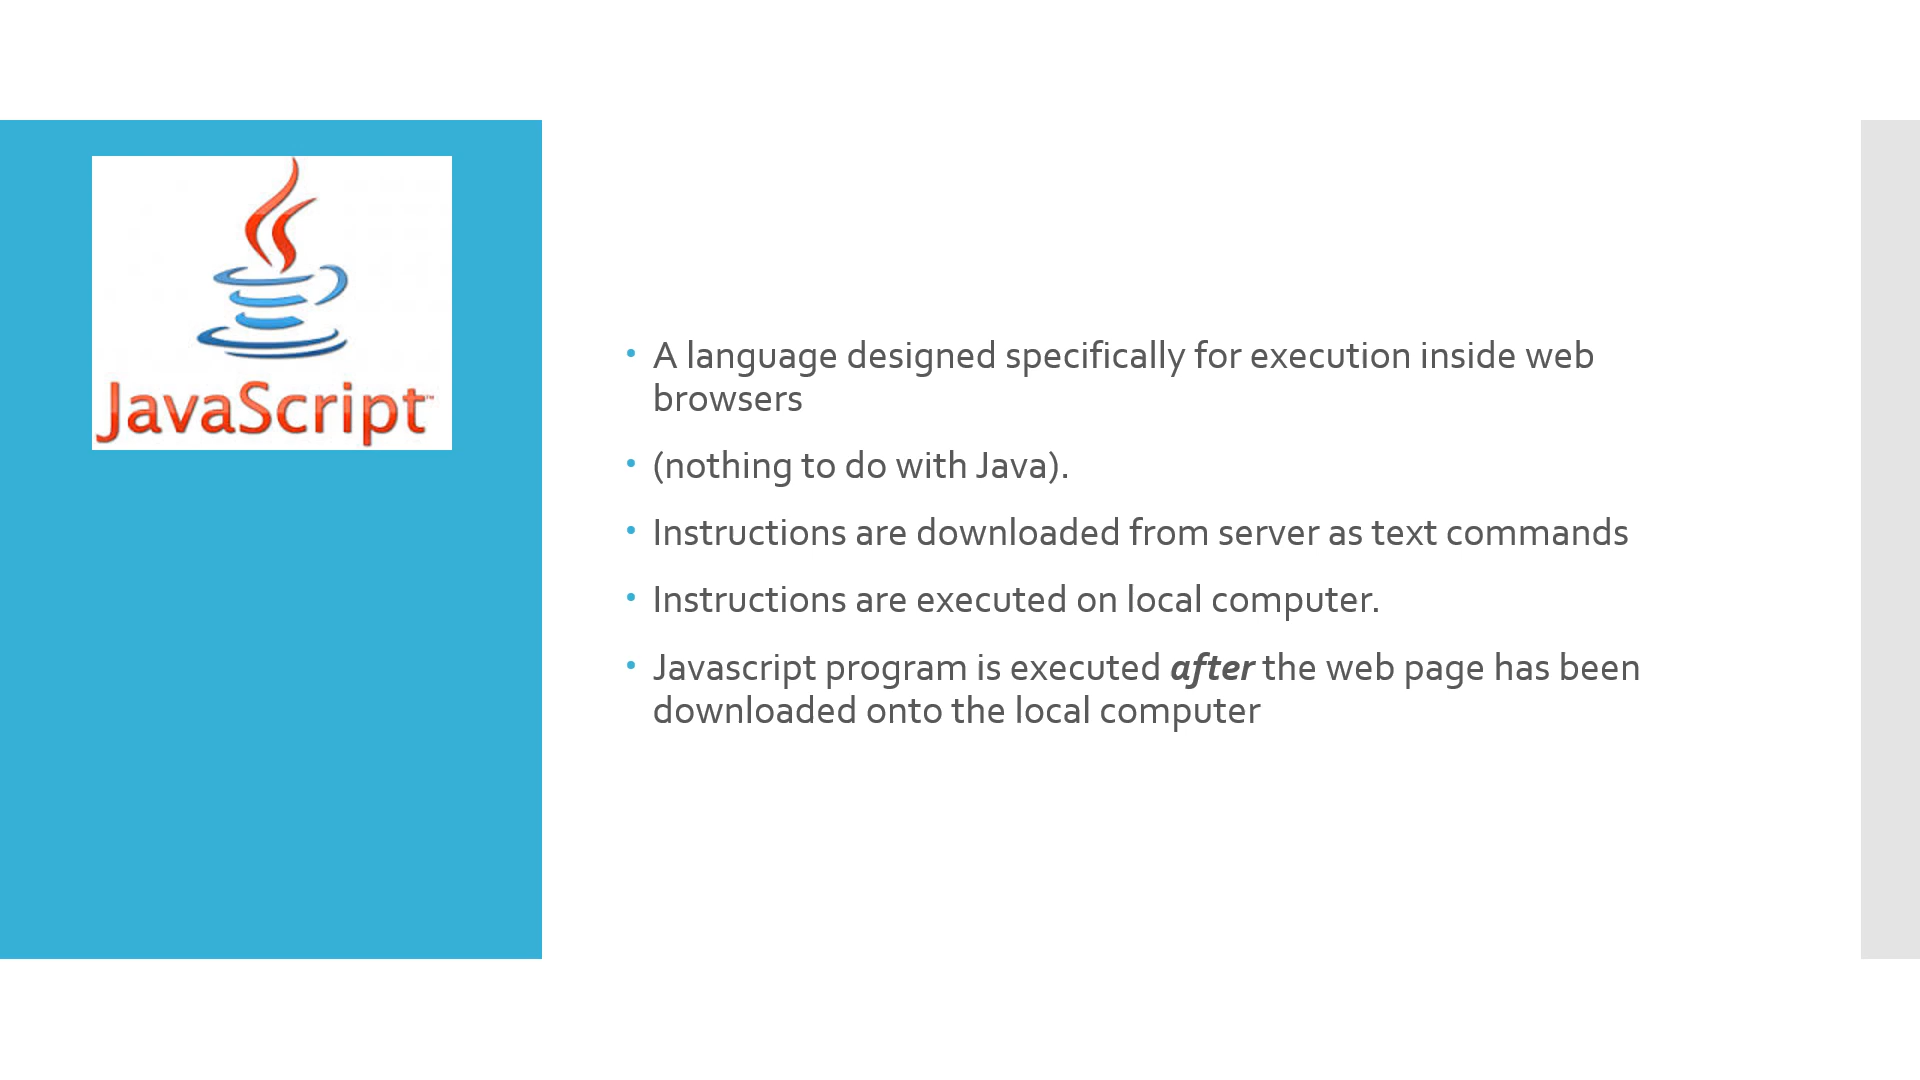 JavaScript™
• A language designed specifically for execution inside web
browsers
• (nothing to do with Java).
• Instructions are downloaded from server as text commands
• Instructions are executed on local computer.
• Javascript program is executed after the web page has been
downloaded onto the local computer